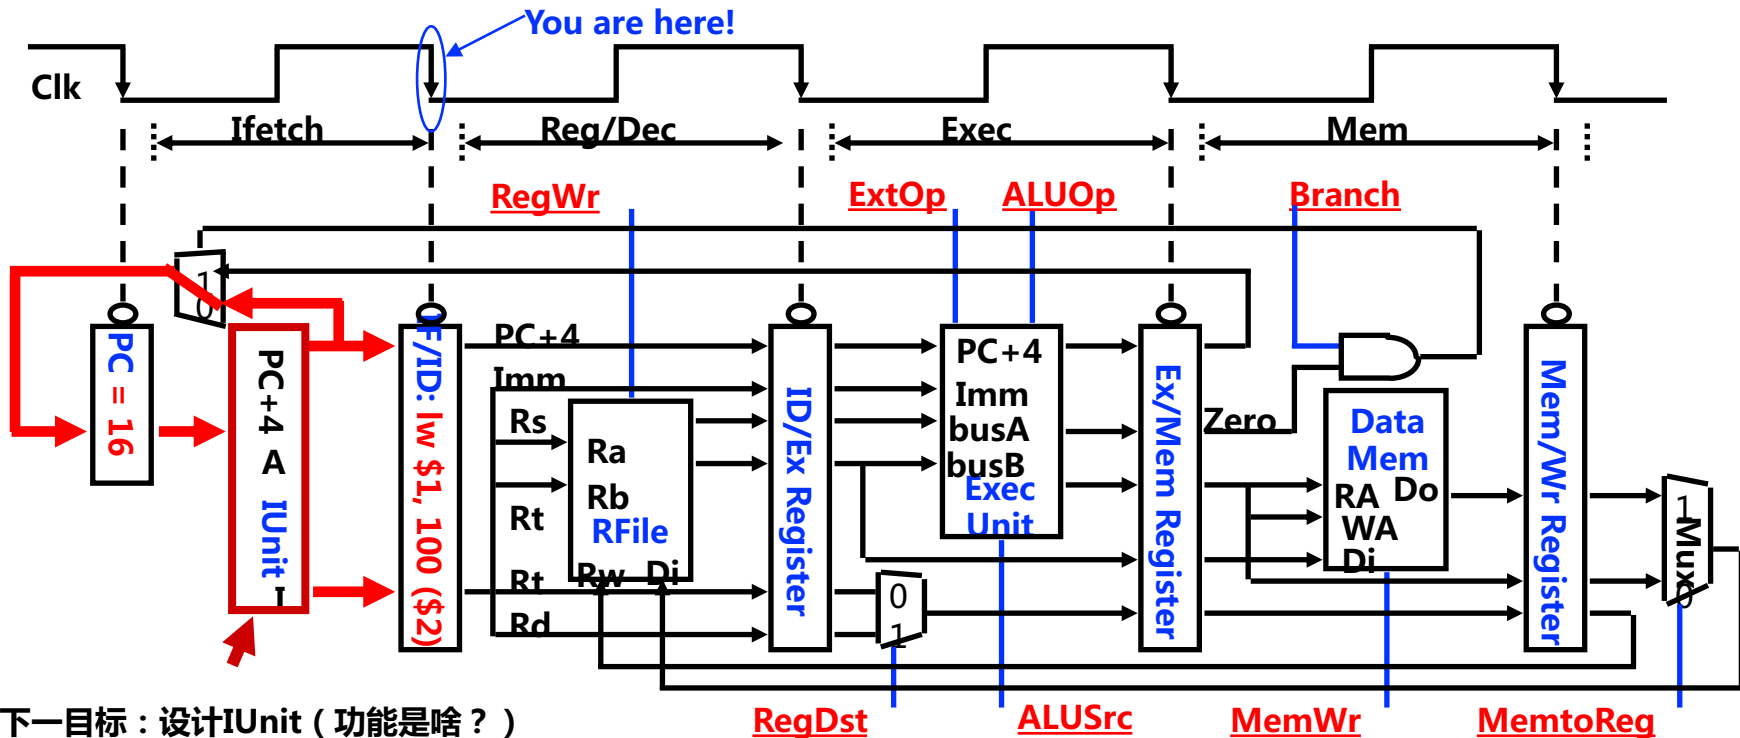 You are here!
Clk
Ifetch
Reg/Dec
Exec
Mem
RegWr
ExtOp
ALUOp
Branch
1
0
PC = 16
PC+4
A
I
IUnit
IF/ID: lw $1, 100 ($2)
PC+4
Imm
Rs
Rt
Rt
Rd
Ra
Rb
RFile
Rw
Di
ID/Ex Register
0
1
PC+4
Imm
busA
busB
Exec
Unit
Ex/Mem Register
Zero
Data
Mem
RA
Do
WA
Di
Mem/Wr Register
1
Mux
0
下一目标：设计IUnit（功能是啥？）
RegDst
ALUSrc
MemWr
MemtoReg